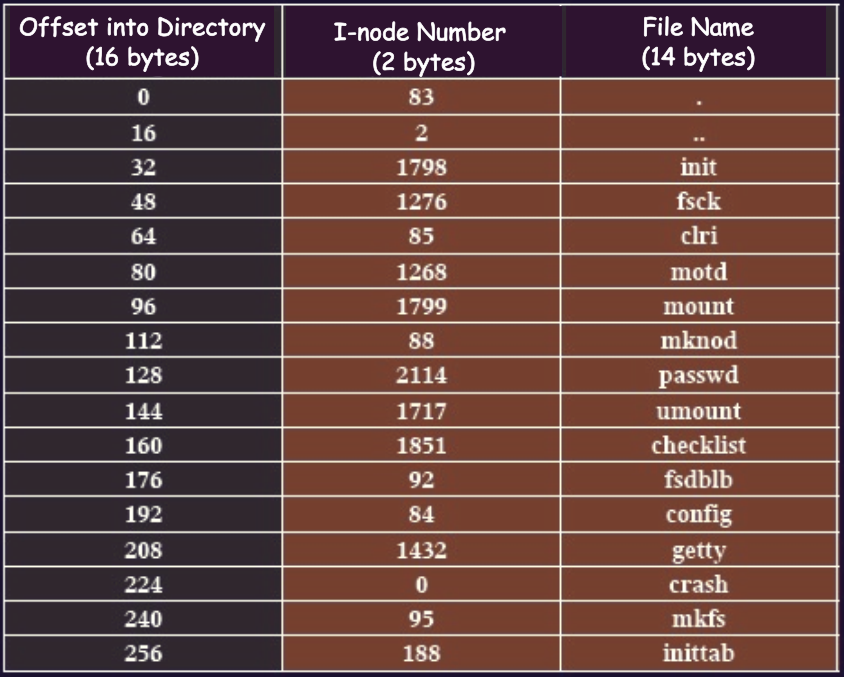 Offset into Directory (16 bytes) I-node Number (2 bytes) File Name (14 bytes)
0 83 .
16 2 ..
32 1798 init
48 1276 fsck
64 85 clri
80 1268 motd
96 1799 mount
112 88 mknod
128 2114 passwd
144 1717 umount
160 1851 checklist
176 92 fsdblb
192 84 config
208 1432 getty
224 0 crash
240 95 mkfs
256 188 inittab